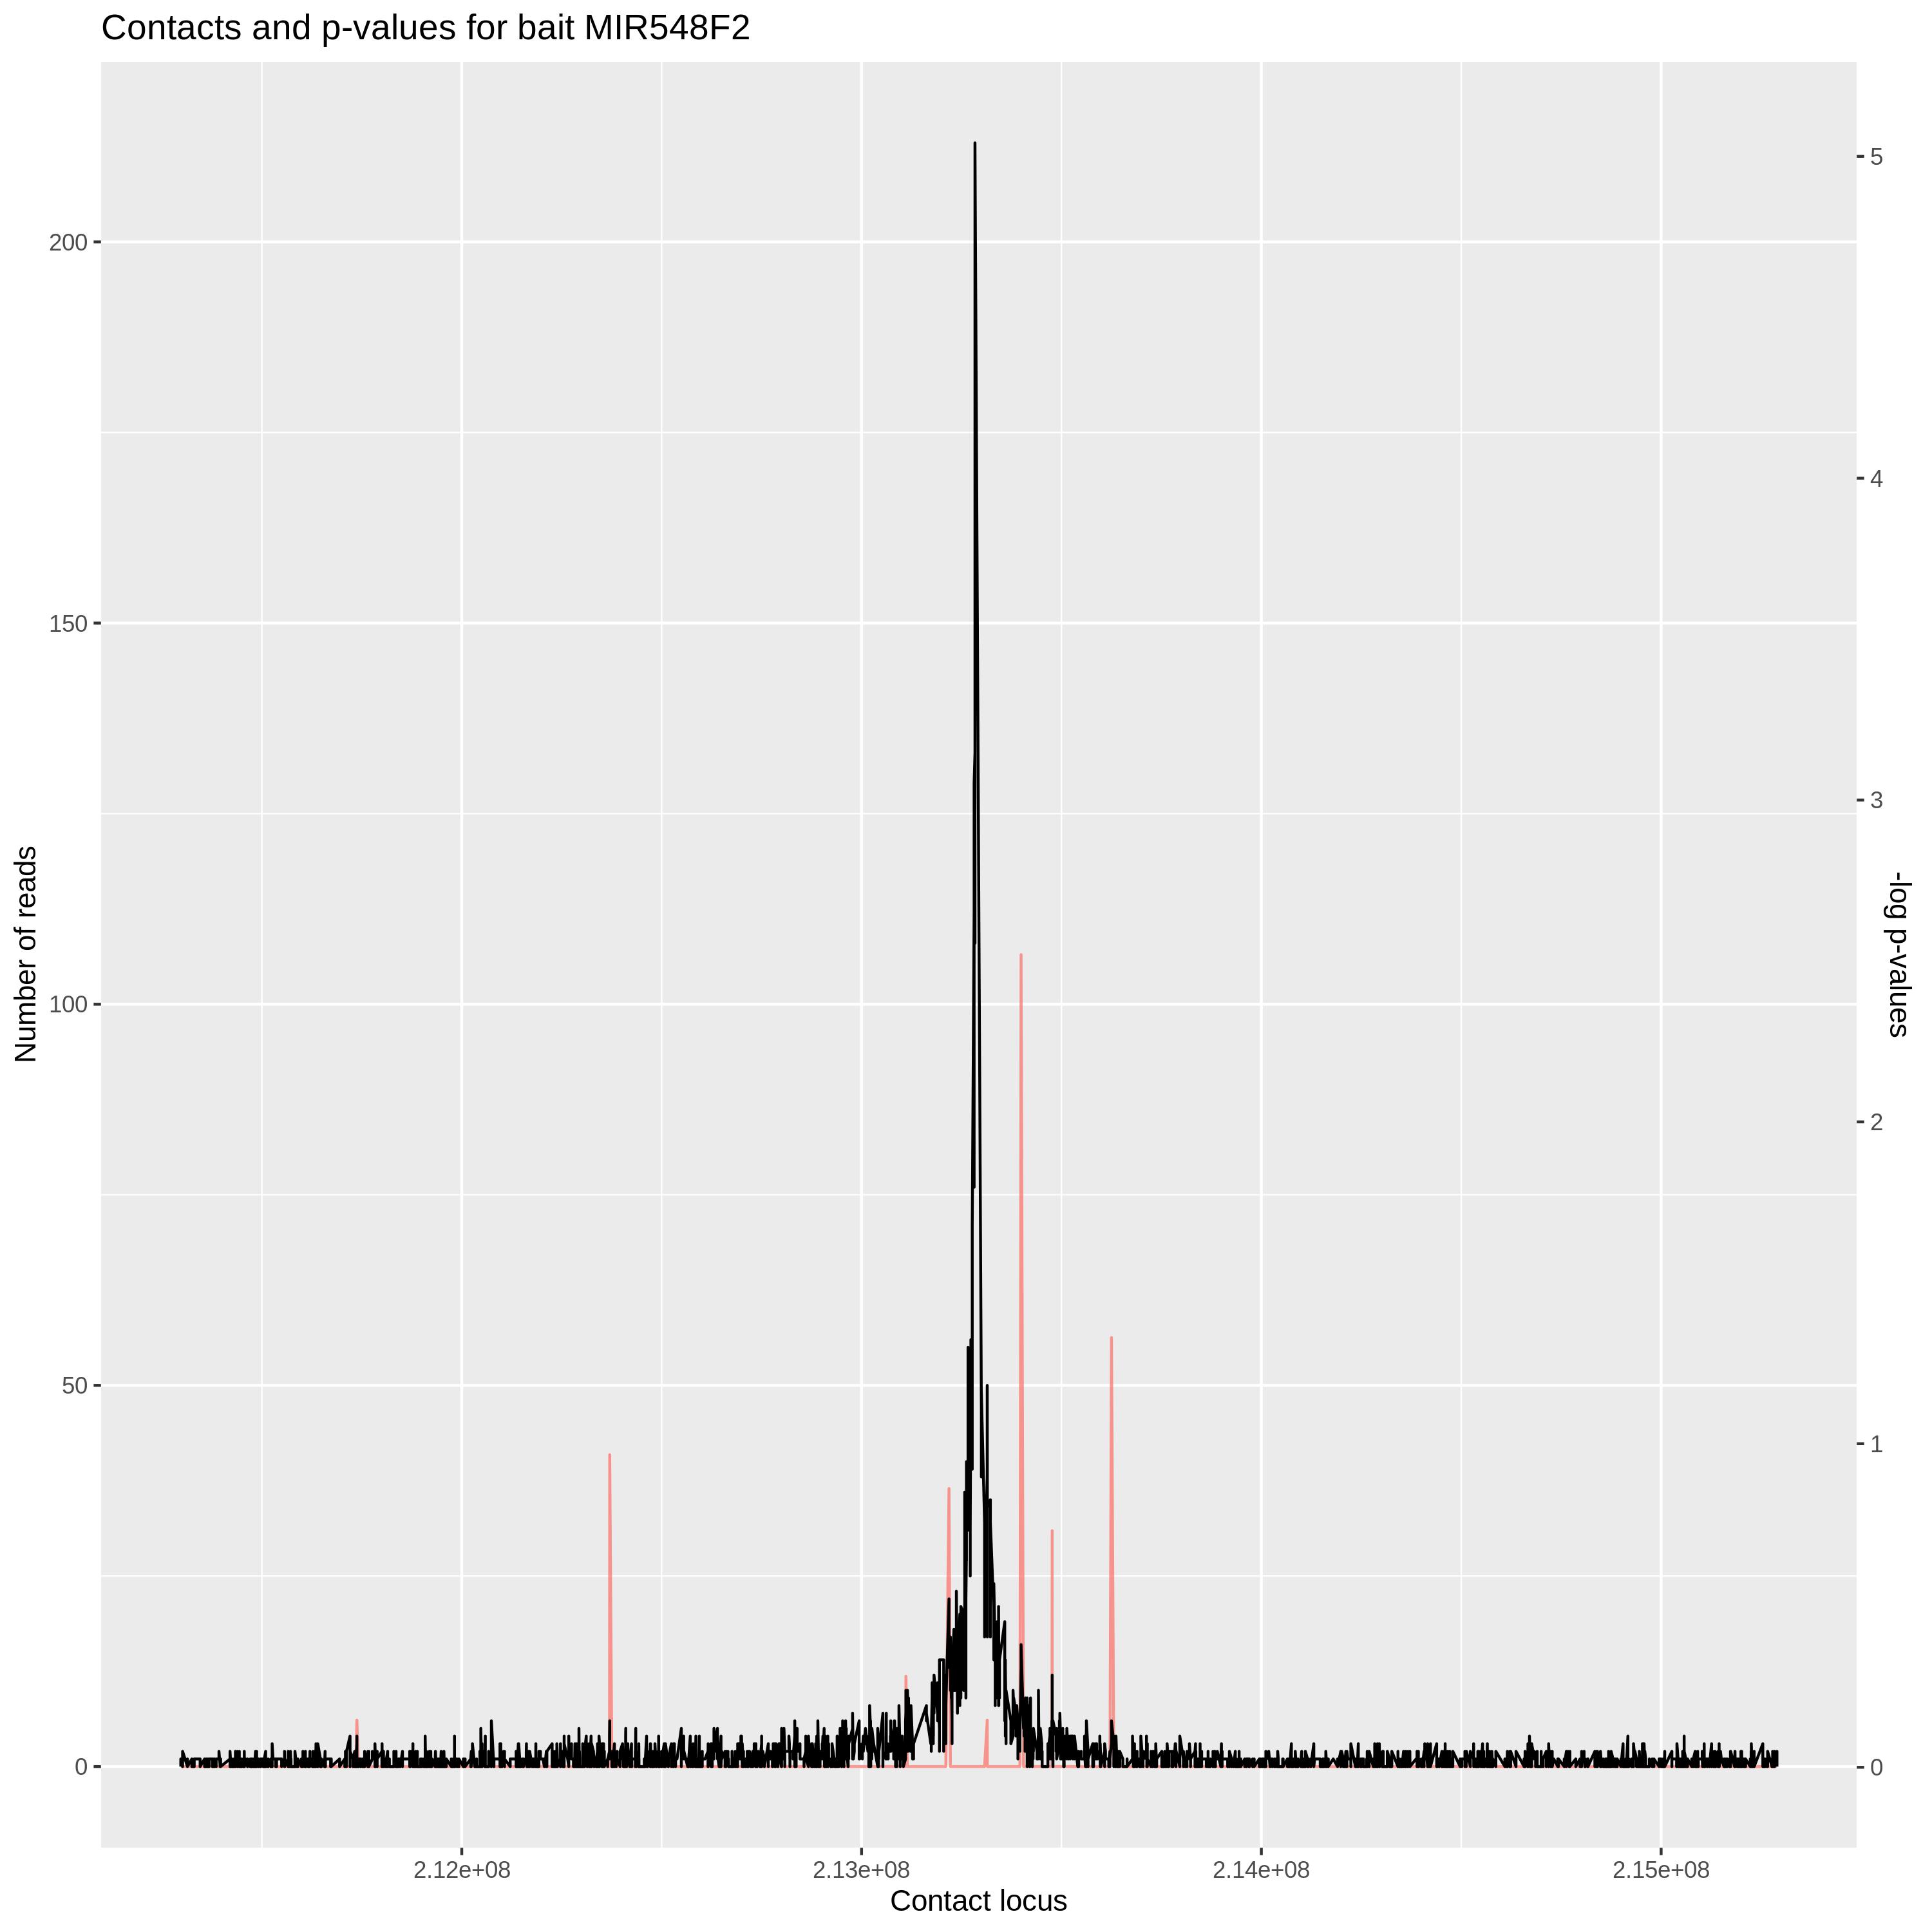 Contacts and p-values for bait MIR548F2
Number of reads
200
150
100
50
0
5
4
3
2
1
0
-log p-values
2.12e+08
2.13e+08
2.14e+08
2.15e+08
Contact locus